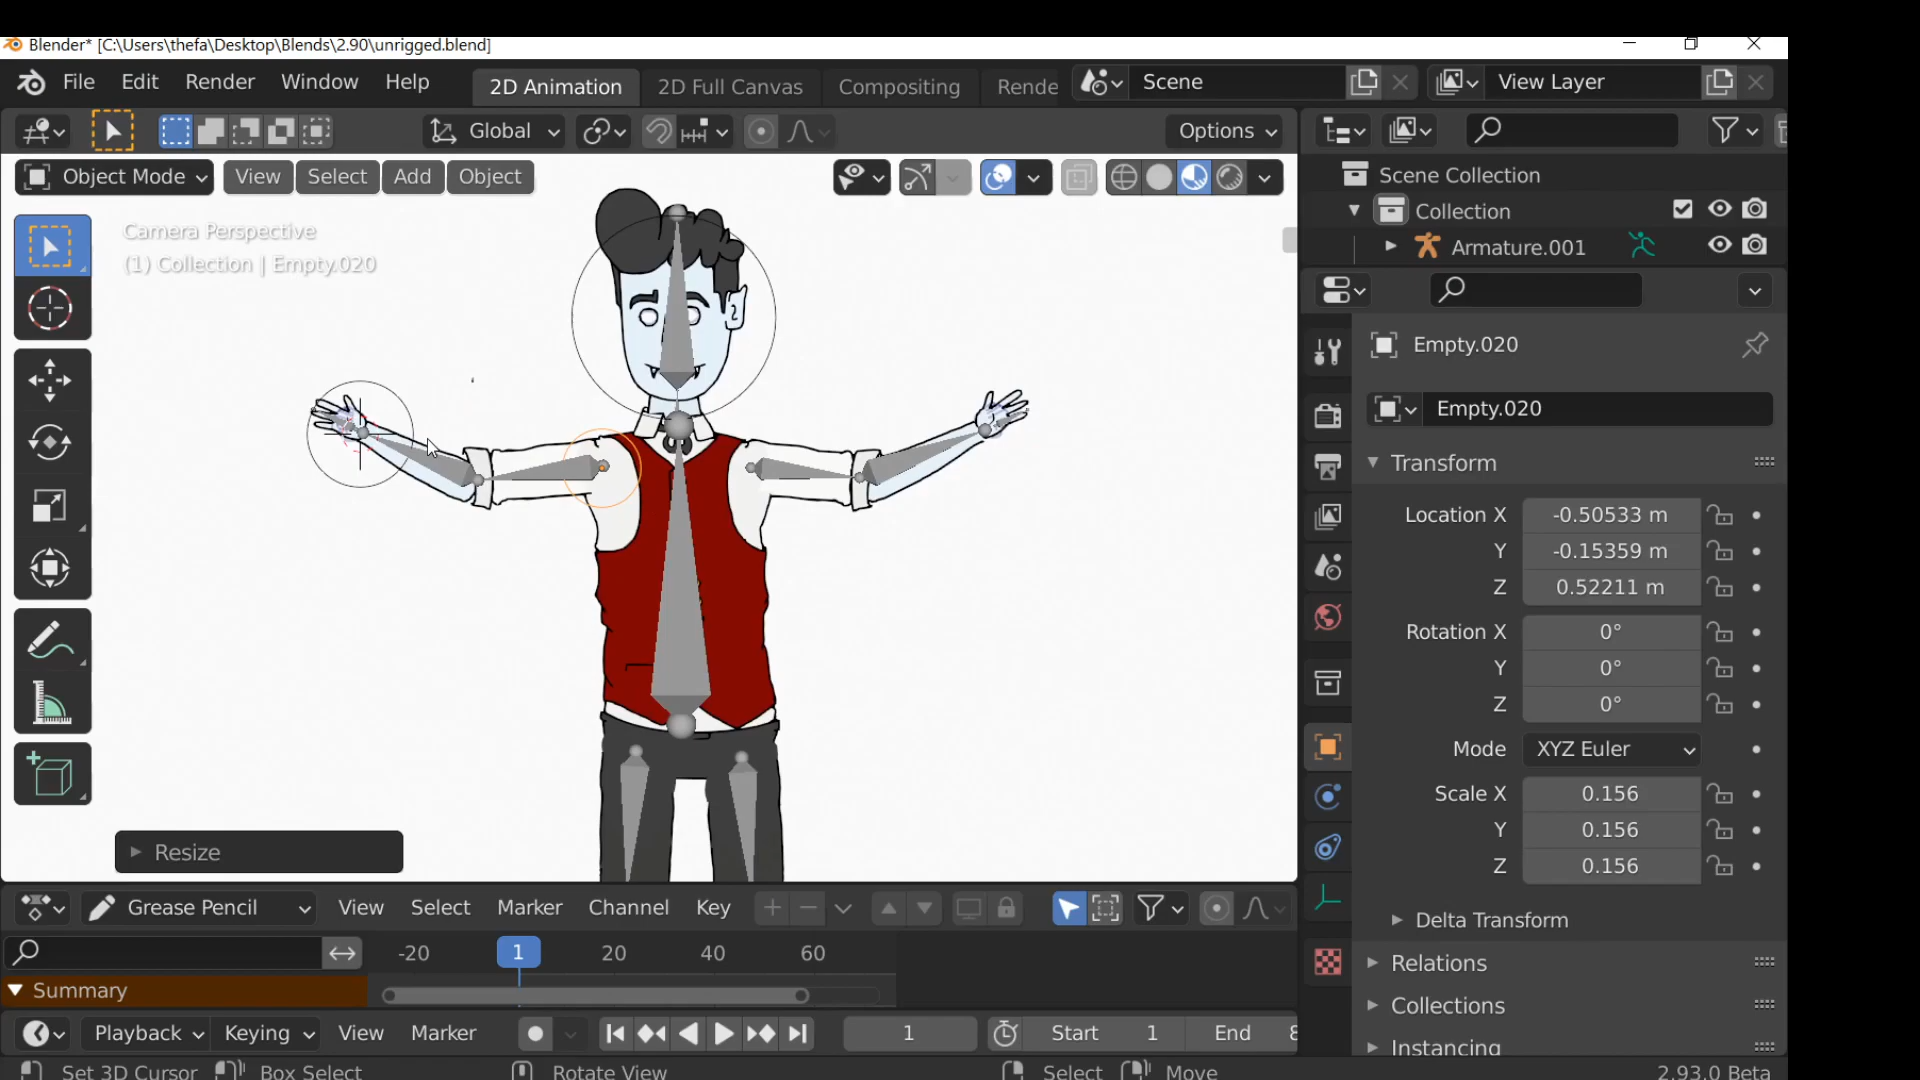 Blender* [C:\Users\thefa\Desktop\Blends\2.90\unrigged.blend]
File Edit Render Window Help 2D Animation 2D Full Canvas Compositing Rende Scene View Layer
Global Options
Object Mode View Select Add Object
Scene Collection
Collection
Armature.001
Camera Perspective
(1) Collection | Empty.020
Empty.020
Empty.020
Transform
Location X -0.50533 m
Y -0.15359 m
Z 0.52211 m
Rotation X 0°
Y 0°
Z 0°
Mode XYZ Euler
Scale X 0.156
Y 0.156
Z 0.156
Delta Transform
Relations
Collections
Instancing
Resize
Grease Pencil View Select Marker Channel Key
-20 1 20 40 60
Summary
Playback Keying View Marker 1 Start 1 End 8
Set 3D Cursor Box Select Rotate View Select Move 2.93.0 Beta